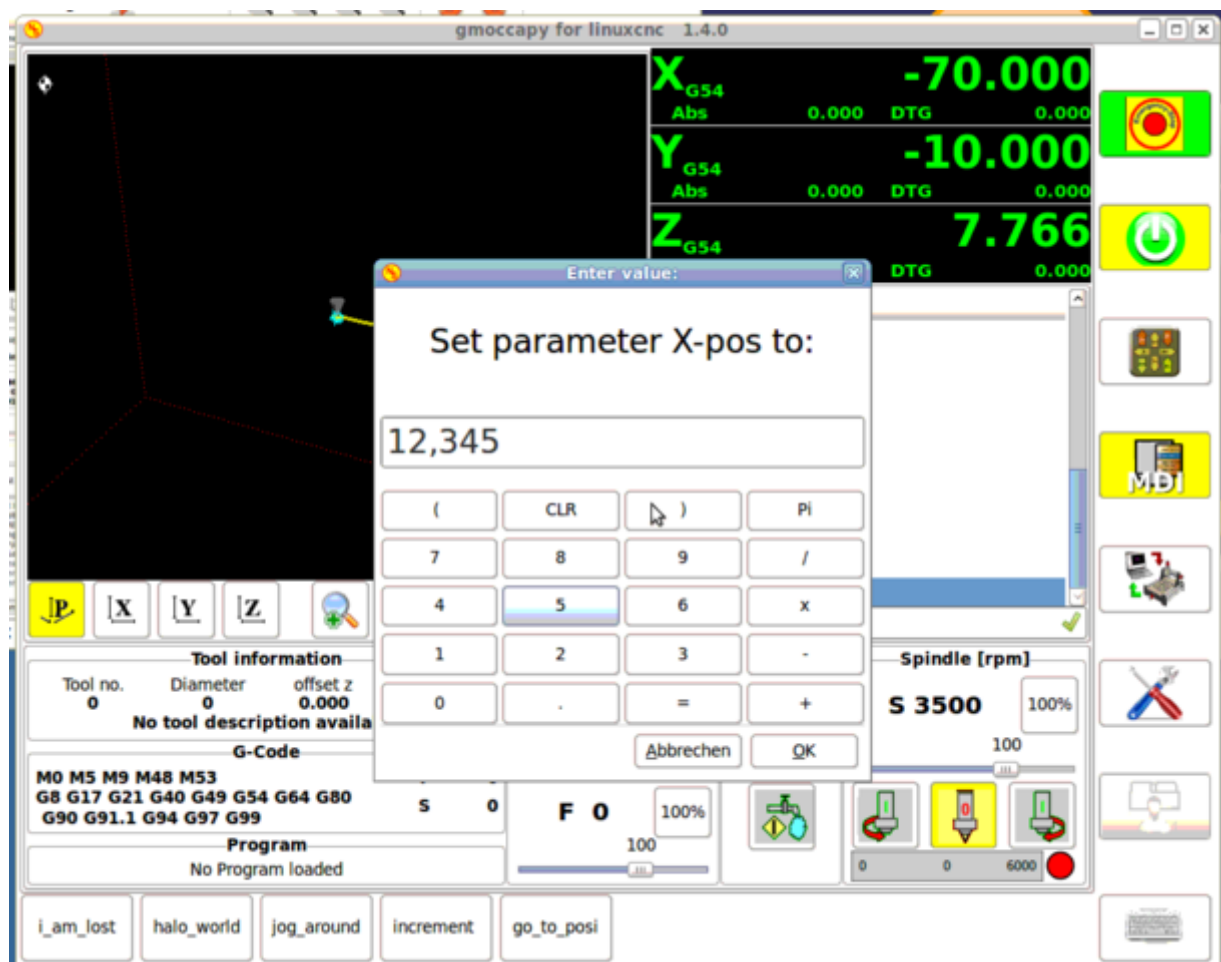 gmoccapy for linuxcnc 1.4.0
X G54 -70.000
Abs 0.000 DTG 0.000
Y G54 -10.000
Abs 0.000 DTG 0.000
Z G54 7.766
DTG 0.000
Enter value:
Set parameter X-pos to:
12,345
( CLR ) Pi
7 8 9 /
4 5 6 x
1 2 3 -
0 . = +
Abbrechen OK
MDI
P X Y Z
Tool information
Tool no. Diameter offset z
0 0 0.000
No tool description availa
G-Code
M0 M5 M9 M48 M53
G8 G17 G21 G40 G49 G54 G64 G80
G90 G91.1 G94 G97 G99
S 0
Program
No Program loaded
F 0 100%
100
Spindle [rpm]
S 3500 100%
100
0 0 6000
i_am_lost halo_world jog_around increment go_to_posi